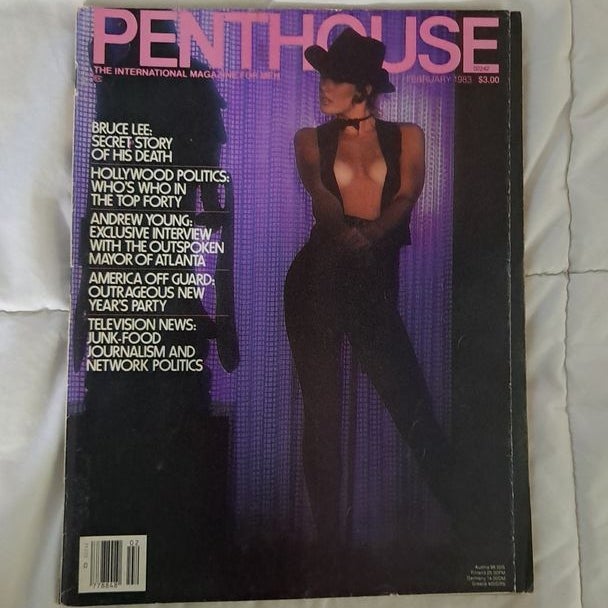 PENTHOUSE
THE INTERNATIONAL MAGAZINE FOR MEN
FEBRUARY 1983 $3.00
BRUCE LEE:
SECRET STORY
OF HIS DEATH
HOLLYWOOD POLITICS:
WHO'S WHO IN
THE TOP FORTY
ANDREW YOUNG:
EXCLUSIVE INTERVIEW
WITH THE OUTSPOKEN
MAYOR OF ATLANTA
AMERICA OFF GUARD:
OUTRAGEOUS NEW
YEAR'S PARTY
TELEVISION NEWS:
JUNK-FOOD
JOURNALISM AND
NETWORK POLITICS
02